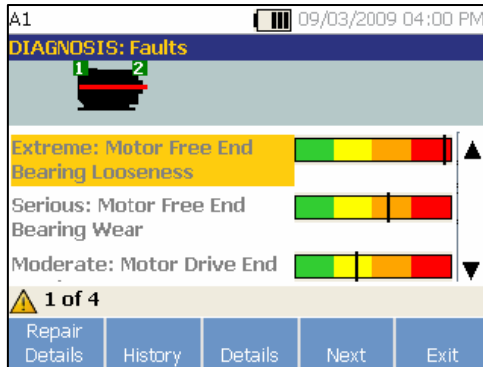 A1 09/03/2009 04:00 PM
DIAGNOSIS: Faults
1 2
Extreme: Motor Free End
Bearing Looseness
Serious: Motor Free End
Bearing Wear
Moderate: Motor Drive End
1 of 4
Repair
Details History Details Next Exit